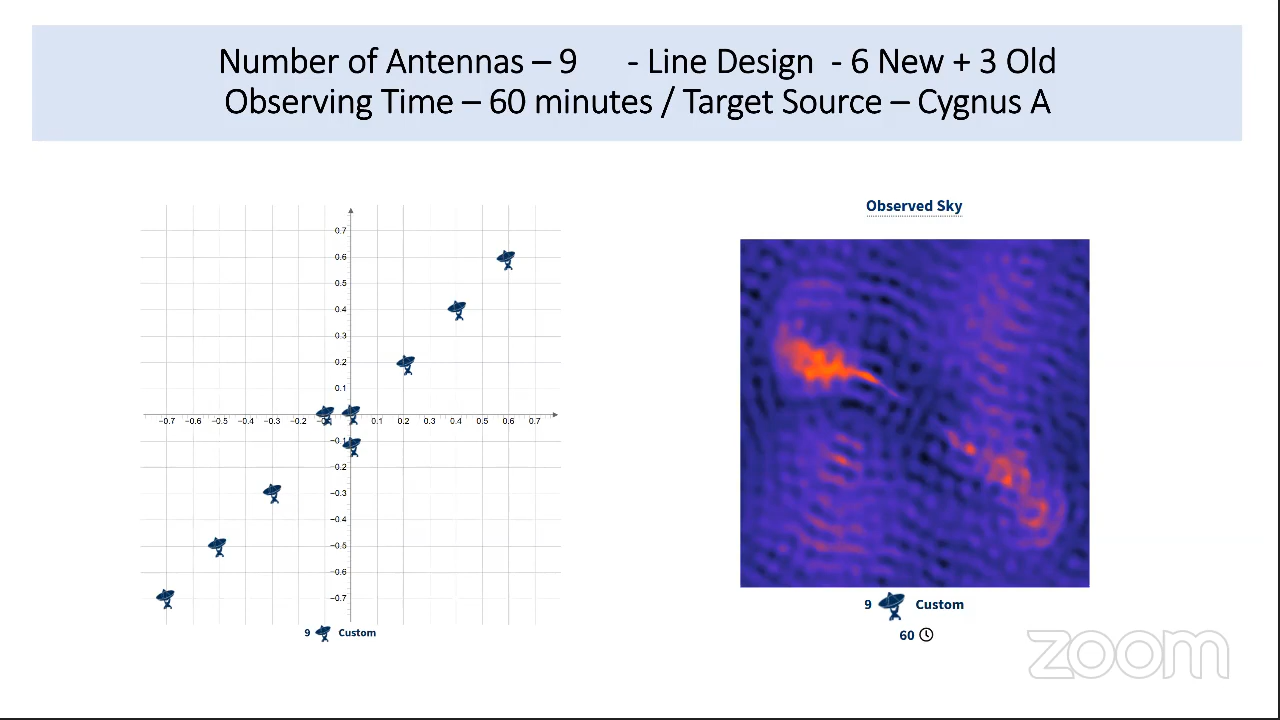 Number of Antennas – 9 - Line Design - 6 New + 3 Old
Observing Time – 60 minutes / Target Source – Cygnus A
Observed Sky
0.7
0.6
0.5
0.4
0.3
0.2
0.1
−0.7 −0.6 −0.5 −0.4 −0.3 −0.2 0.1 0.2 0.3 0.4 0.5 0.6 0.7
−0.1
−0.2
−0.3
−0.4
−0.5
−0.6
−0.7
9 Custom
9 Custom
60
zoom